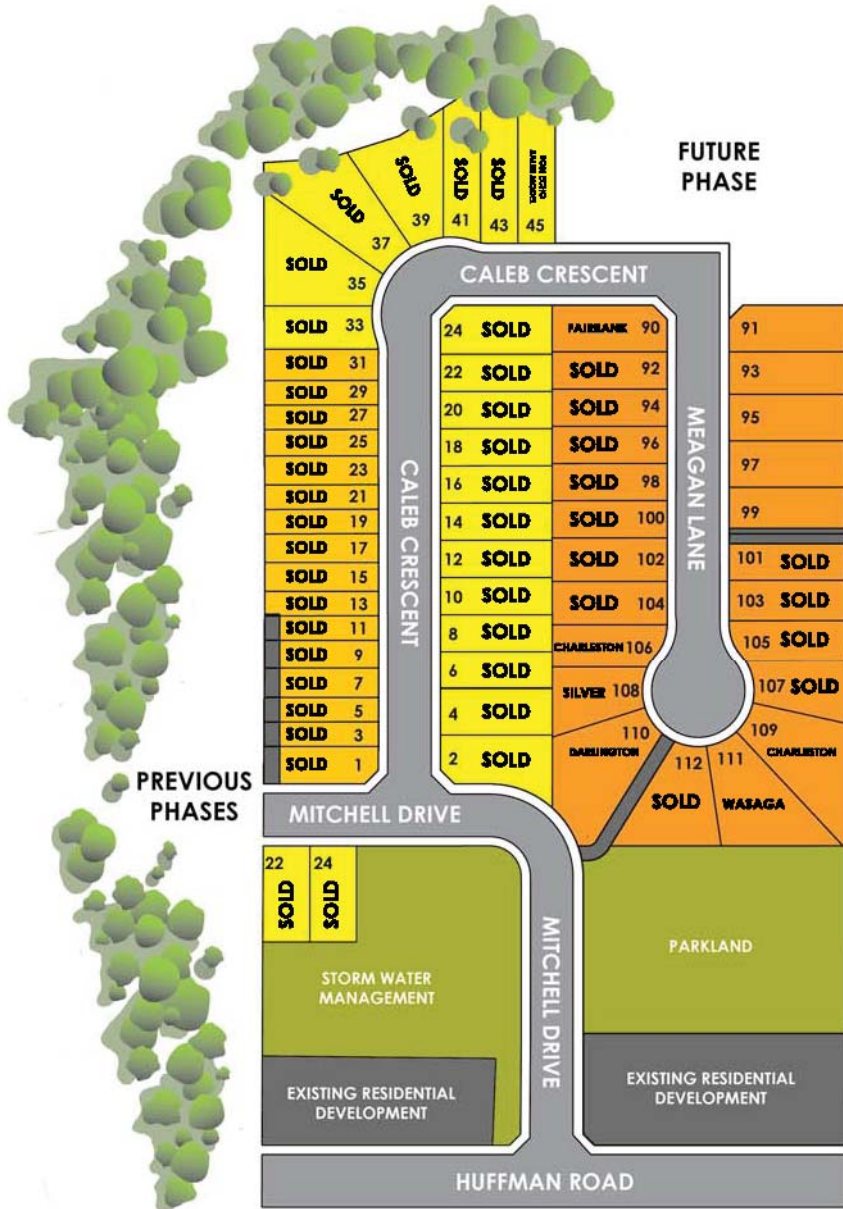 FUTURE
PHASE
SOLD 37
SOLD 39
SOLD 41
SOLD 43
BON ECHO
SALES MODEL
45
SOLD 35
CALEB CRESCENT
SOLD 33
SOLD 31
SOLD 29
SOLD 27
SOLD 25
SOLD 23
SOLD 21
SOLD 19
SOLD 17
SOLD 15
SOLD 13
SOLD 11
SOLD 9
SOLD 7
SOLD 5
SOLD 3
SOLD 1
CALEB CRESCENT
24 SOLD
22 SOLD
20 SOLD
18 SOLD
16 SOLD
14 SOLD
12 SOLD
10 SOLD
8 SOLD
6 SOLD
4 SOLD
2 SOLD
FAIRBANK 90
SOLD 92
SOLD 94
SOLD 96
SOLD 98
SOLD 100
SOLD 102
SOLD 104
CHARLESTON 106
SILVER 108
110
DARLINGTON
MEAGAN LANE
91
93
95
97
99
101 SOLD
103 SOLD
105 SOLD
107 SOLD
109
CHARLESTON
111
WASAGA
112
SOLD
PREVIOUS
PHASES
MITCHELL DRIVE
22 SOLD
24 SOLD
STORM WATER
MANAGEMENT
MITCHELL DRIVE
PARKLAND
EXISTING RESIDENTIAL
DEVELOPMENT
EXISTING RESIDENTIAL
DEVELOPMENT
HUFFMAN ROAD